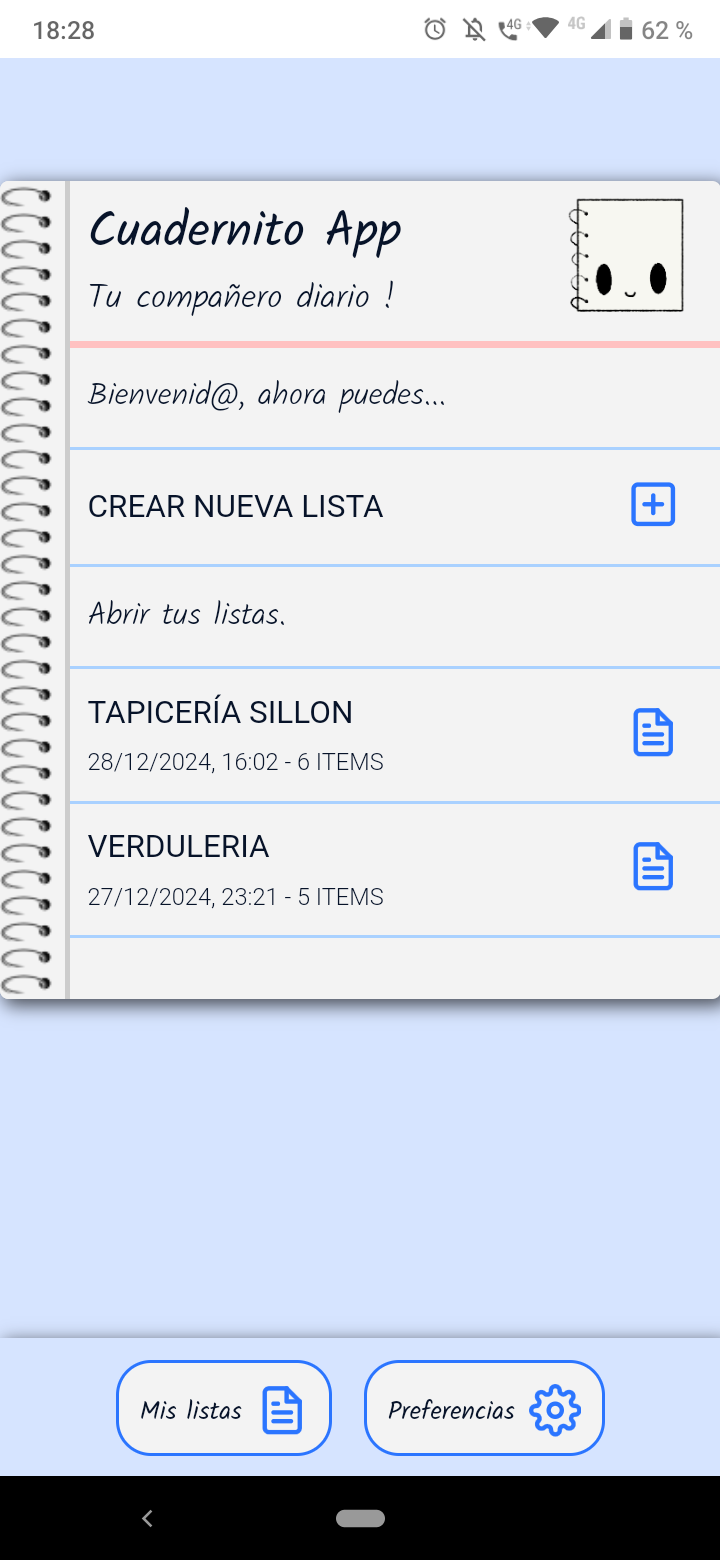 18:28
4G 4G 62 %
Cuadernito App
Tu compañero diario !
Bienvenid@, ahora puedes...
CREAR NUEVA LISTA
Abrir tus listas.
TAPICERÍA SILLON
28/12/2024, 16:02 - 6 ITEMS
VERDULERIA
27/12/2024, 23:21 - 5 ITEMS
Mis listas
Preferencias